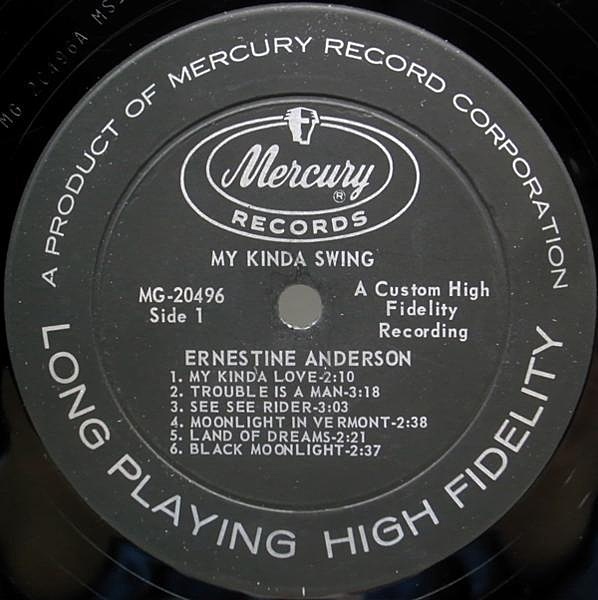 A PRODUCT OF MERCURY RECORD CORPORATION
Mercury ®
RECORDS
MY KINDA SWING
MG-20496
Side 1
A Custom High
Fidelity
Recording
ERNESTINE ANDERSON
1. MY KINDA LOVE-2:10
2. TROUBLE IS A MAN-3:18
3. SEE SEE RIDER-3:03
4. MOONLIGHT IN VERMONT-2:38
5. LAND OF DREAMS-2:21
6. BLACK MOONLIGHT-2:37
LONG PLAYING HIGH FIDELITY